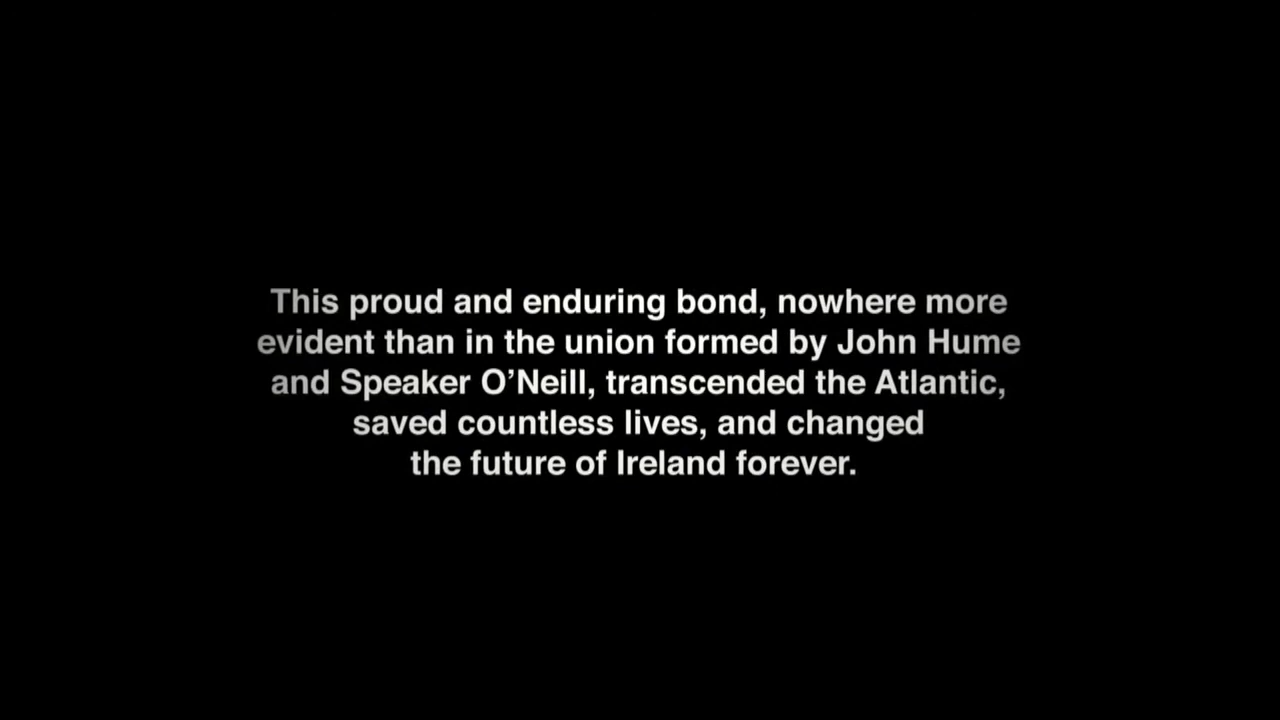 This proud and enduring bond, nowhere more
evident than in the union formed by John Hume
and Speaker O’Neill, transcended the Atlantic,
saved countless lives, and changed
the future of Ireland forever.